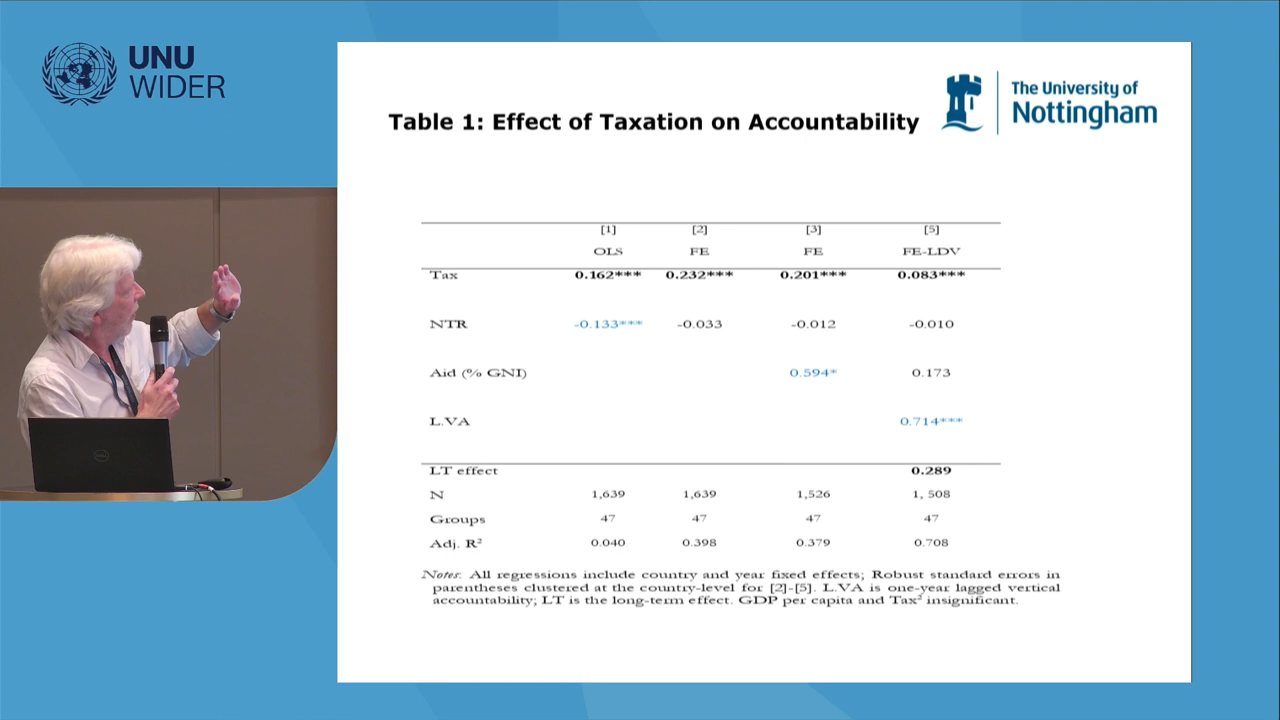 UNU
WIDER
The University of
Nottingham
Table 1: Effect of Taxation on Accountability
[1] [2] [3] [5]
OLS FE FE FE-LDV
Tax 0.162*** 0.232*** 0.201*** 0.083***
NTR -0.133*** -0.033 -0.012 -0.010
Aid (% GNI) 0.594* 0.173
L.VA 0.714***
LT effect 0.289
N 1,639 1,639 1,526 1, 508
Groups 47 47 47 47
Adj. R² 0.040 0.398 0.379 0.708
Notes: All regressions include country and year fixed effects; Robust standard errors in
parentheses clustered at the country-level for [2]-[5]. L.VA is one-year lagged vertical
accountability; LT is the long-term effect. GDP per capita and Tax² insignificant.